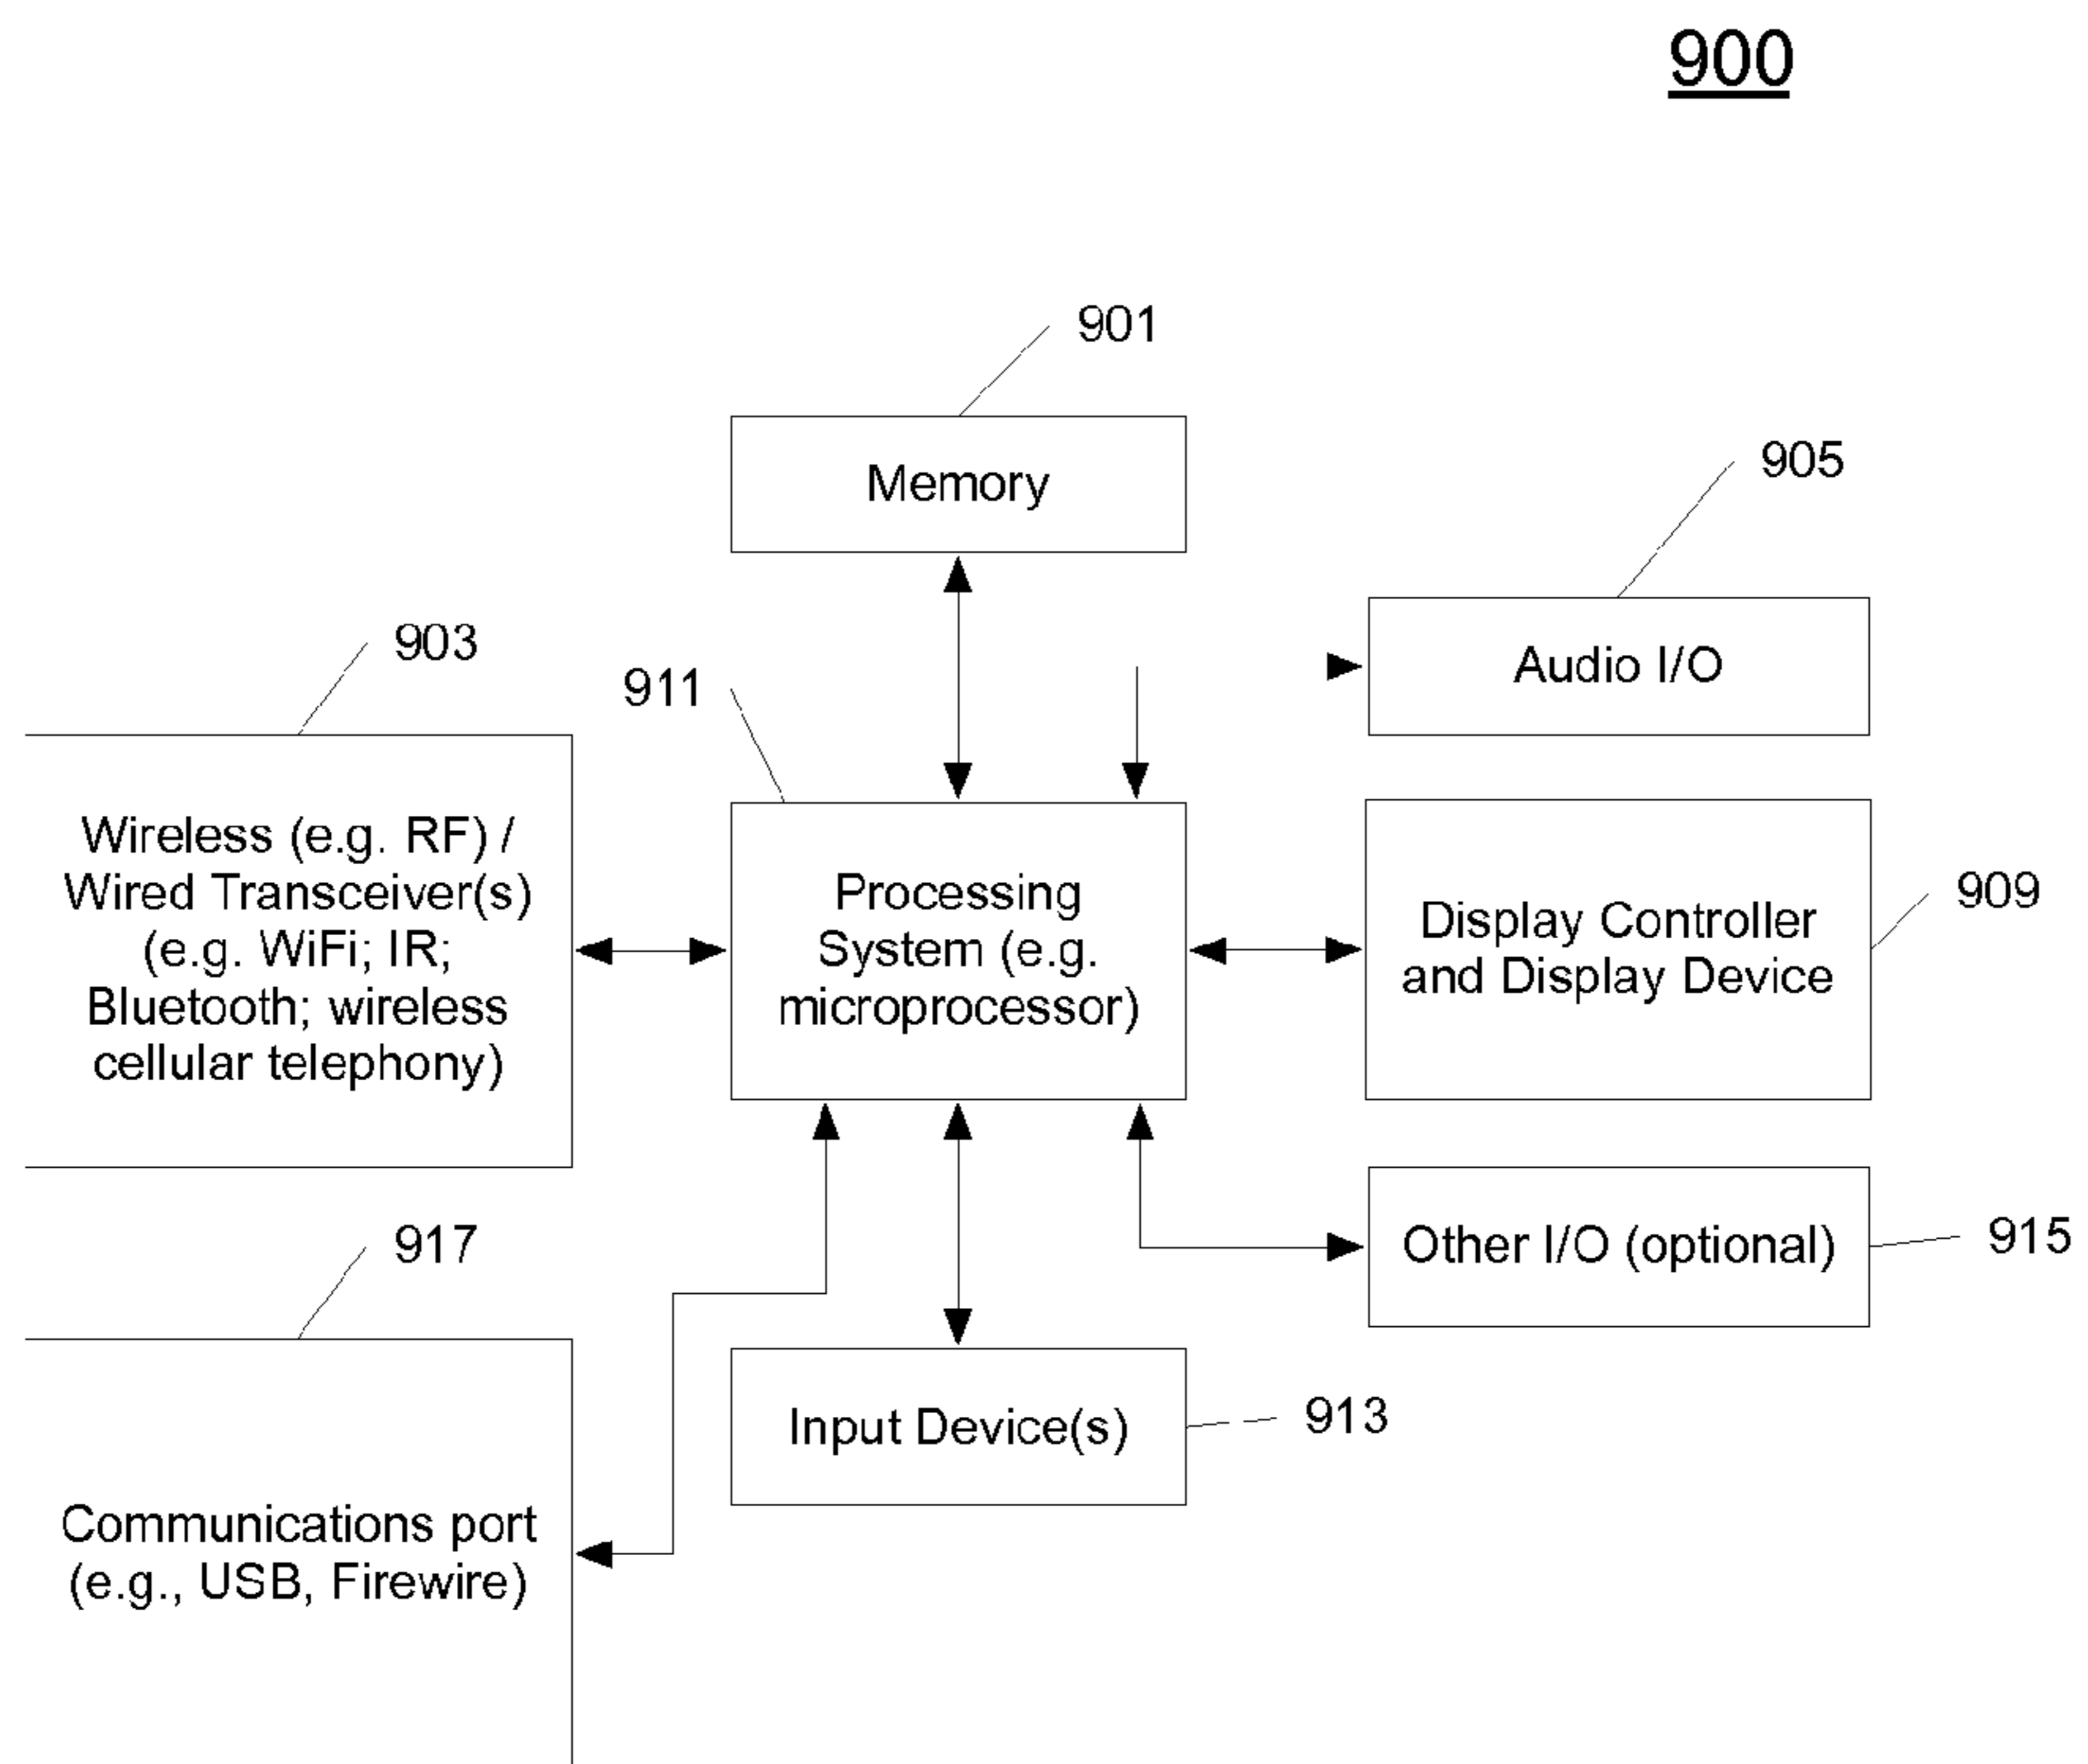 900
901
Memory
905
Audio I/O
903
911
Wireless (e.g. RF) /
Wired Transceiver(s)
(e.g. WiFi; IR;
Bluetooth; wireless
cellular telephony)
Processing
System (e.g.
microprocessor)
909
Display Controller
and Display Device
917
Other I/O (optional)
915
Input Device(s)
913
Communications port
(e.g., USB, Firewire)